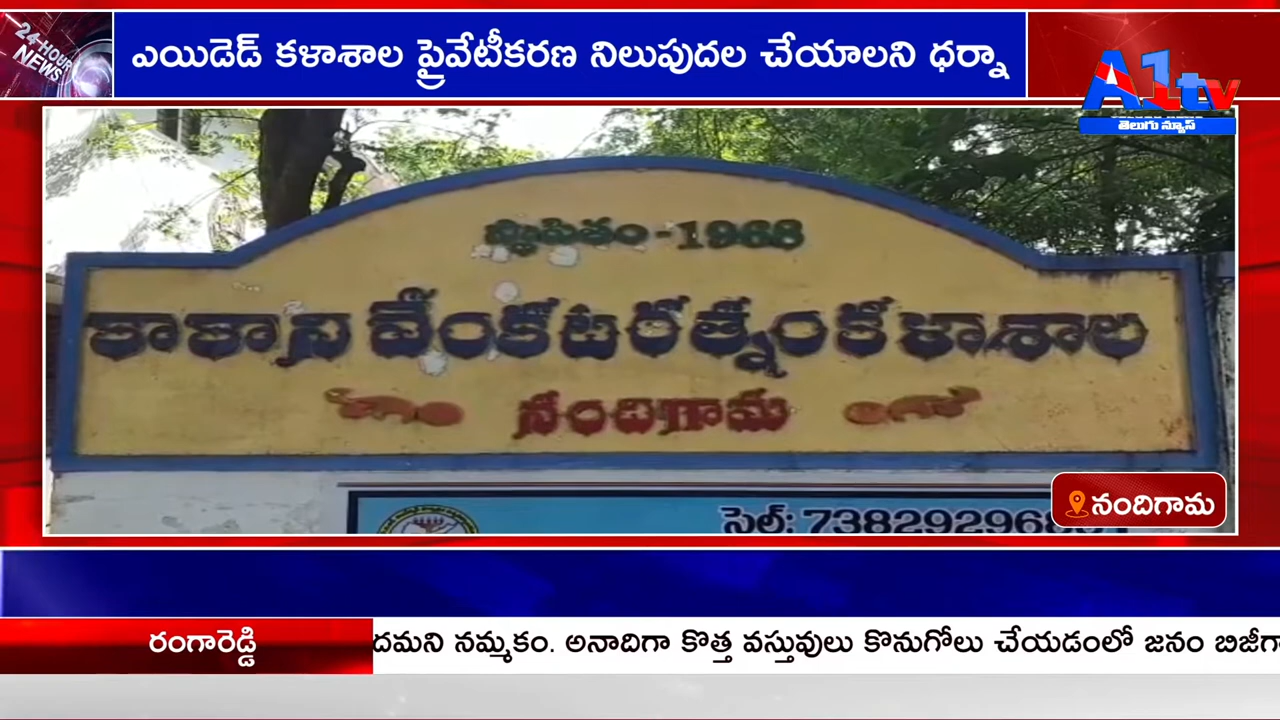 24-HOUR
NEWS
ఎయిడెడ్ కళాశాల ప్రైవేటీకరణ నిలుపుదల చేయాలని ధర్నా
A1tv
తెలుగు న్యూస్
స్థాపితం-1968
కాకాని వేంకటరత్నం కళాశాల
నందిగామ
సెల్: 7382929680
నందిగామ
రంగారెడ్డి
దమని నమ్మకం. అనాదిగా కొత్త వస్తువులు కొనుగోలు చేయడంలో జనం బిజీగా